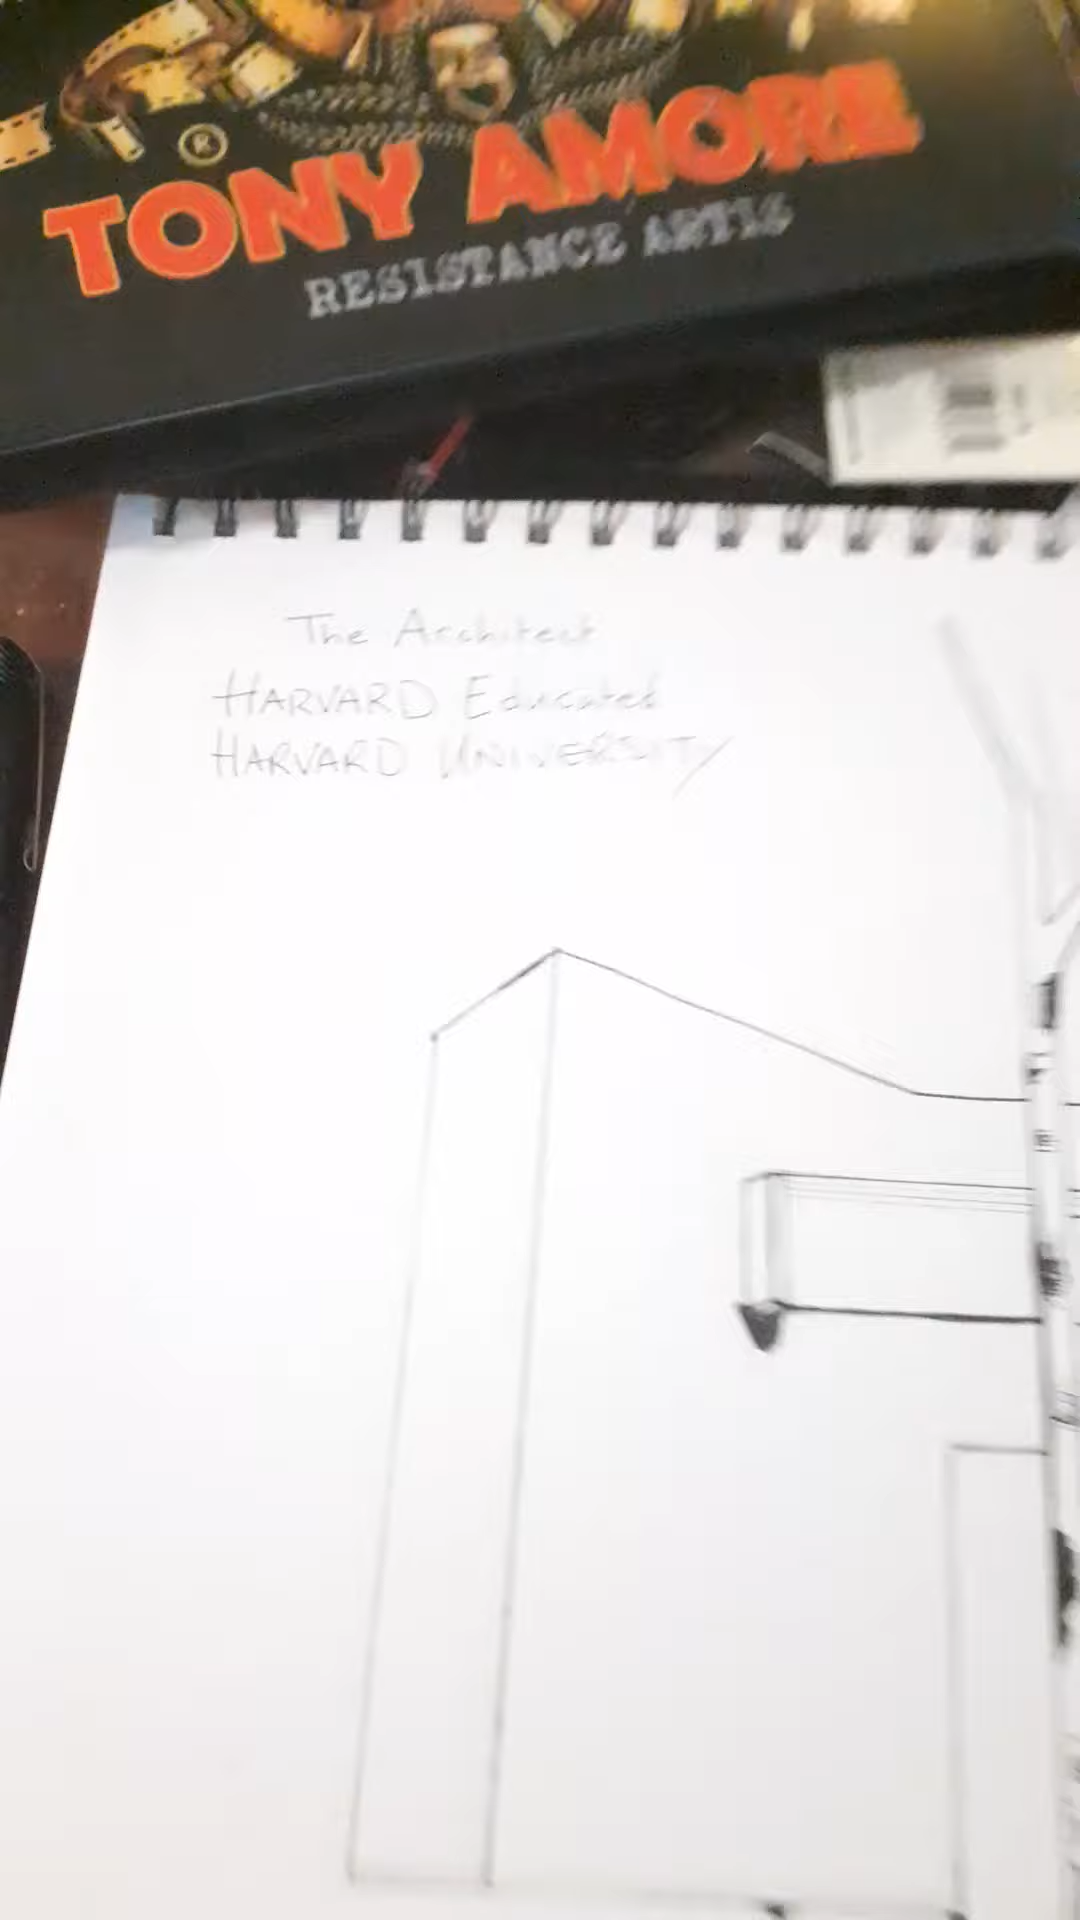 ®
TONY AMORE
RESISTANCE ARTIS
The Architect
HARVARD Educated
HARVARD UNIVERSITY